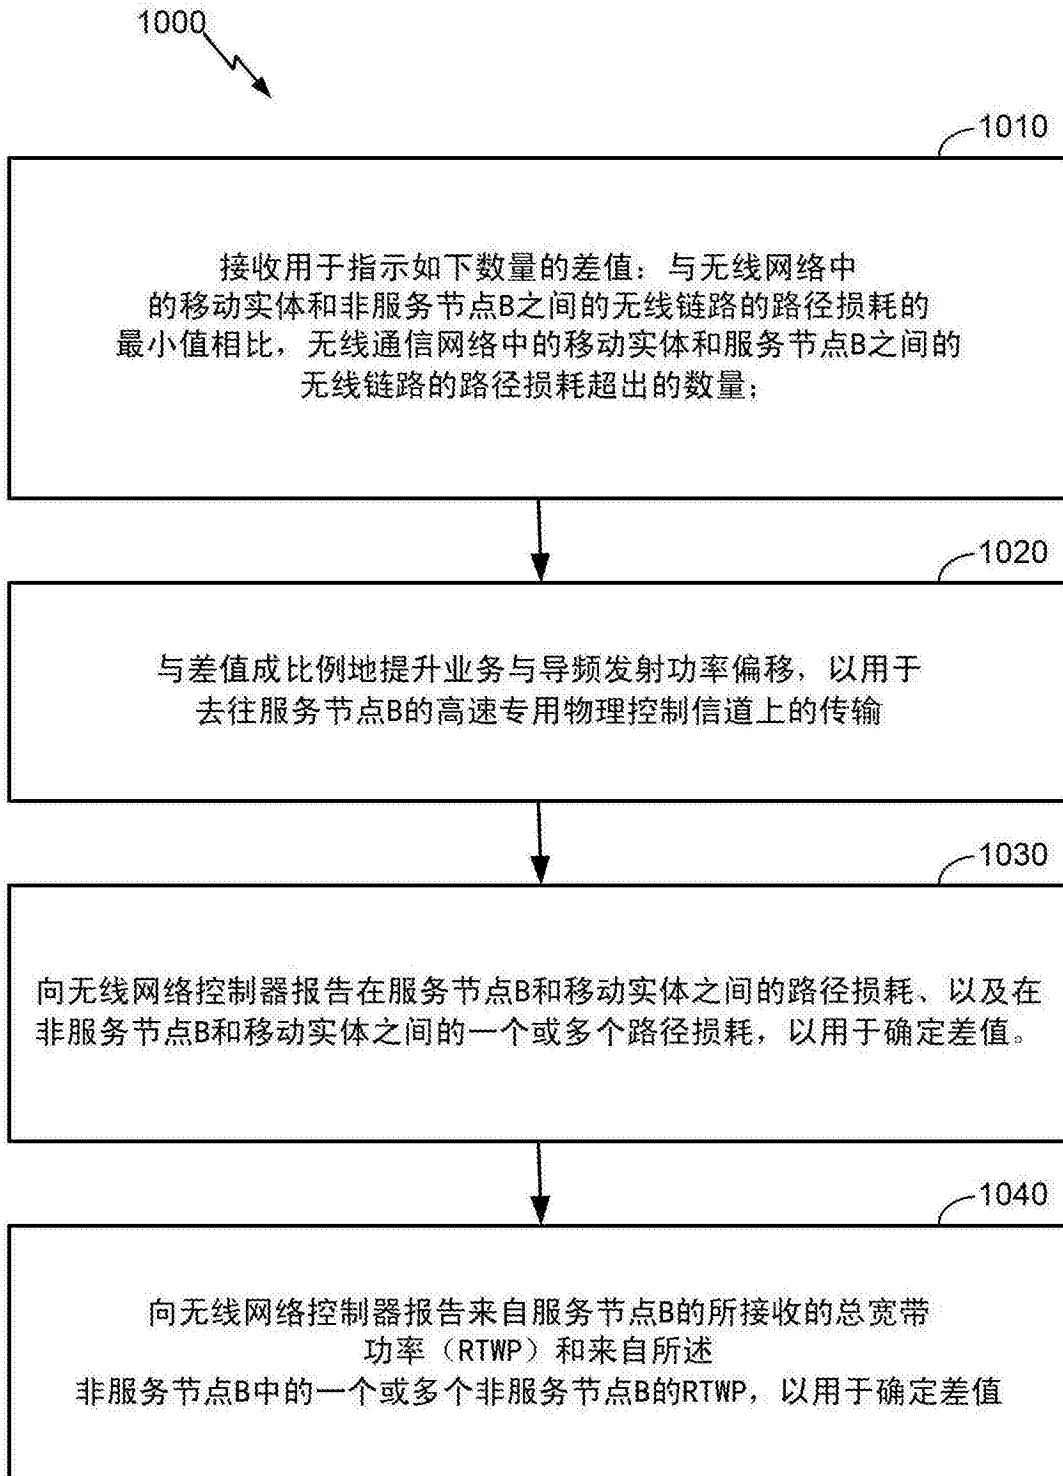 1000
1010
接收用于指示如下数量的差值：与无线网络中
的移动实体和非服务节点B之间的无线链路的路径损耗的
最小值相比，无线通信网络中的移动实体和服务节点B之间的
无线链路的路径损耗超出的数量；
1020
与差值成比例地提升业务与导频发射功率偏移，以用于
去往服务节点B的高速专用物理控制信道上的传输
1030
向无线网络控制器报告在服务节点B和移动实体之间的路径损耗、以及在
非服务节点B和移动实体之间的一个或多个路径损耗，以用于确定差值。
1040
向无线网络控制器报告来自服务节点B的所接收的总宽带
功率（RTWP）和来自所述
非服务节点B中的一个或多个非服务节点B的RTWP，以用于确定差值